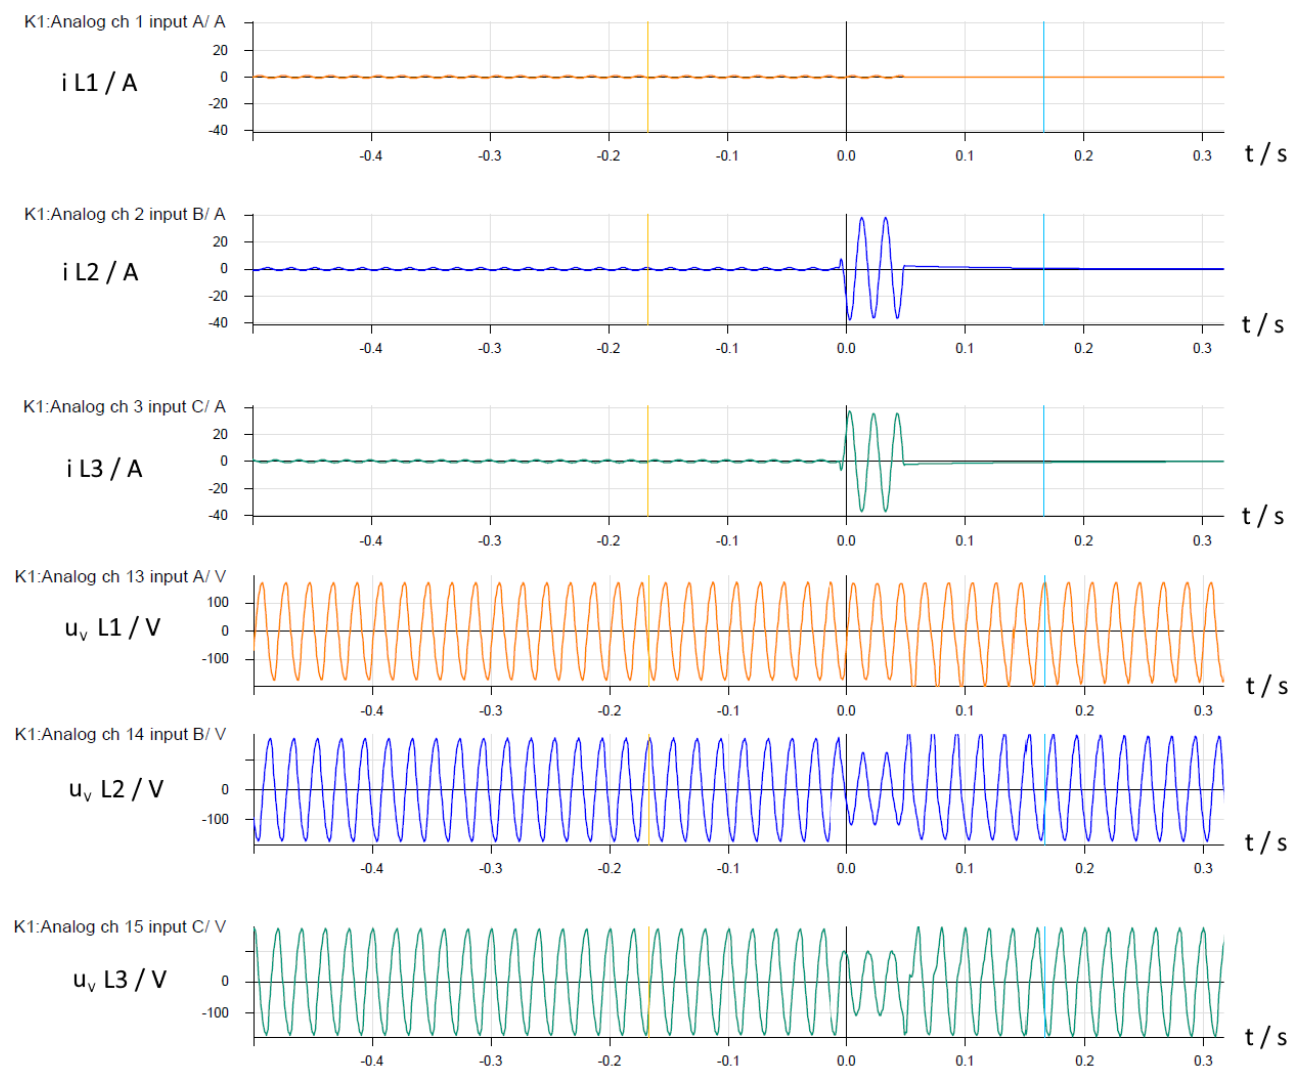 K1:Analog ch 1 input A/ A
i L1 / A
20
0
-20
-40
-0.4 -0.3 -0.2 -0.1 0.0 0.1 0.2 0.3
t / s
K1:Analog ch 2 input B/ A
i L2 / A
20
0
-20
-40
-0.4 -0.3 -0.2 -0.1 0.0 0.1 0.2 0.3
t / s
K1:Analog ch 3 input C/ A
i L3 / A
20
0
-20
-40
-0.4 -0.3 -0.2 -0.1 0.0 0.1 0.2 0.3
t / s
K1:Analog ch 13 input A/ V
uᵥ L1 / V
100
0
-100
-0.4 -0.3 -0.2 -0.1 0.0 0.1 0.2 0.3
t / s
K1:Analog ch 14 input B/ V
uᵥ L2 / V
0
-100
-0.4 -0.3 -0.2 -0.1 0.0 0.1 0.2 0.3
t / s
K1:Analog ch 15 input C/ V
uᵥ L3 / V
0
-100
-0.4 -0.3 -0.2 -0.1 0.0 0.1 0.2 0.3
t / s